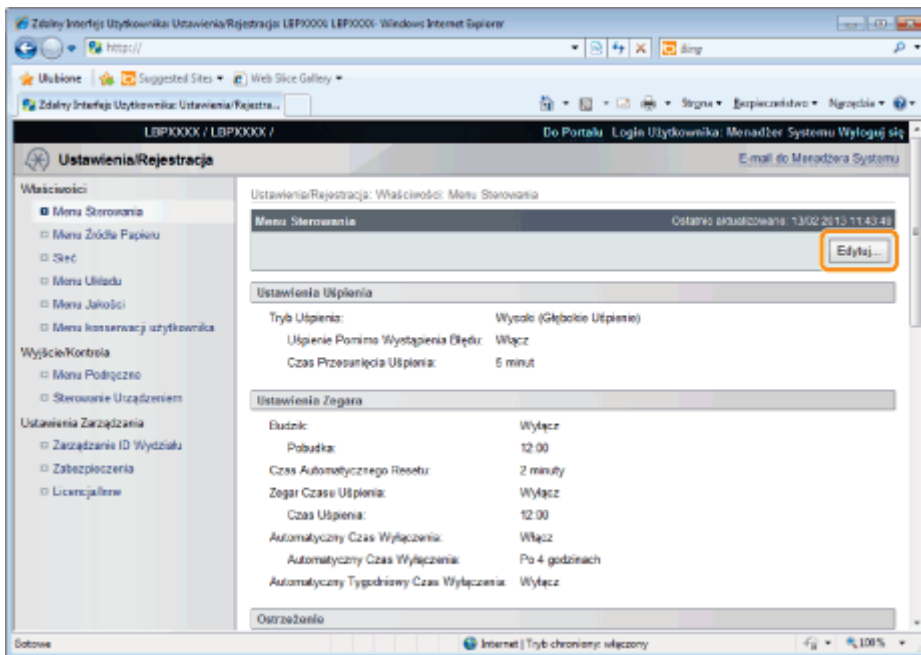 Zdalny Interfejs Użytkownika: Ustawienia/Rejestracja: LBPXXXX: LBPXXXX- Windows Internet Explorer
http://
Bing
Ulubione Suggested Sites Web Slice Gallery
Zdalny Interfejs Użytkownika: Ustawienia/Rejestra...
Strona Bezpieczeństwo Narzędzia
LBPXXXX / LBPXXXX /
Do Portalu Login Użytkownika: Menadżer Systemu Wyloguj się
Ustawienia/Rejestracja
E-mail do Menadżera Systemu
Właściwości
Menu Sterowania
Menu Źródła Papieru
Sieć
Menu Układu
Menu Jakości
Menu konserwacji użytkownika
Wyjście/Kontrola
Menu Podręczne
Sterowanie Urządzeniem
Ustawienia Zarządzania
Zarządzanie ID Wydziału
Zabezpieczenia
Licencja/Inne
Ustawienia/Rejestracja: Właściwości: Menu Sterowania
Menu Sterowania
Ostatnio aktualizowano: 13/02 2013 11:43:46
Edytuj...
Ustawienia Uśpienia
Tryb Uśpienia: Wysoki (Głębokie Uśpienie)
Uśpienie Pomimo Wystąpienia Błędu: Włącz
Czas Przesunięcia Uśpienia: 5 minut
Ustawienia Zegara
Budzik: Wyłącz
Pobudka: 12:00
Czas Automatycznego Resetu: 2 minuty
Zegar Czasu Uśpienia: Wyłącz
Czas Uśpienia: 12:00
Automatyczny Czas Wyłączenia: Włącz
Automatyczny Czas Wyłączenia: Po 4 godzinach
Automatyczny Tygodniowy Czas Wyłączenia: Wyłącz
Ostrzeżenie
Gotowe
Internet | Tryb chroniony: włączony
100%